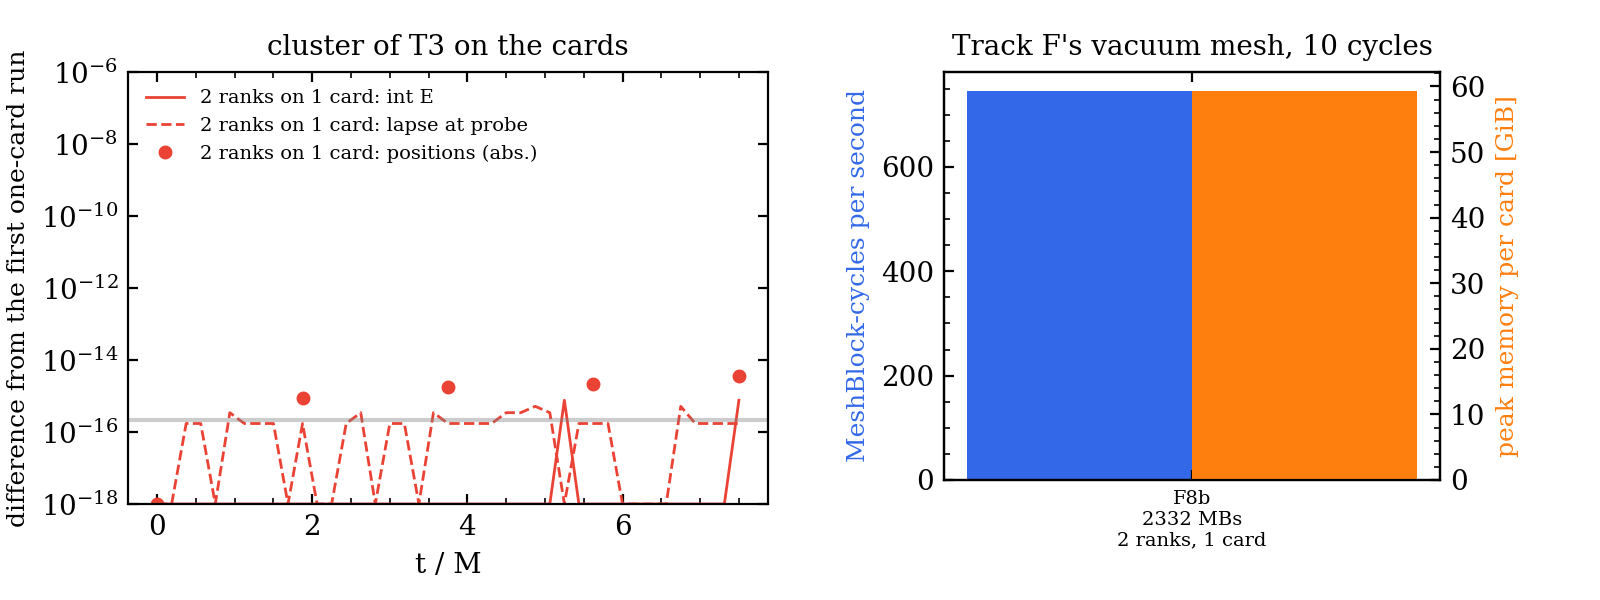 cluster of T3 on the cards
difference from the first one-card run
10⁻⁶
10⁻⁸
10⁻¹⁰
10⁻¹²
10⁻¹⁴
10⁻¹⁶
10⁻¹⁸
2 ranks on 1 card: int E
2 ranks on 1 card: lapse at probe
2 ranks on 1 card: positions (abs.)
0 2 4 6
t / M
Track F's vacuum mesh, 10 cycles
MeshBlock-cycles per second
600
400
200
0
60
50
40
30
20
10
0
peak memory per card [GiB]
F8b
2332 MBs
2 ranks, 1 card